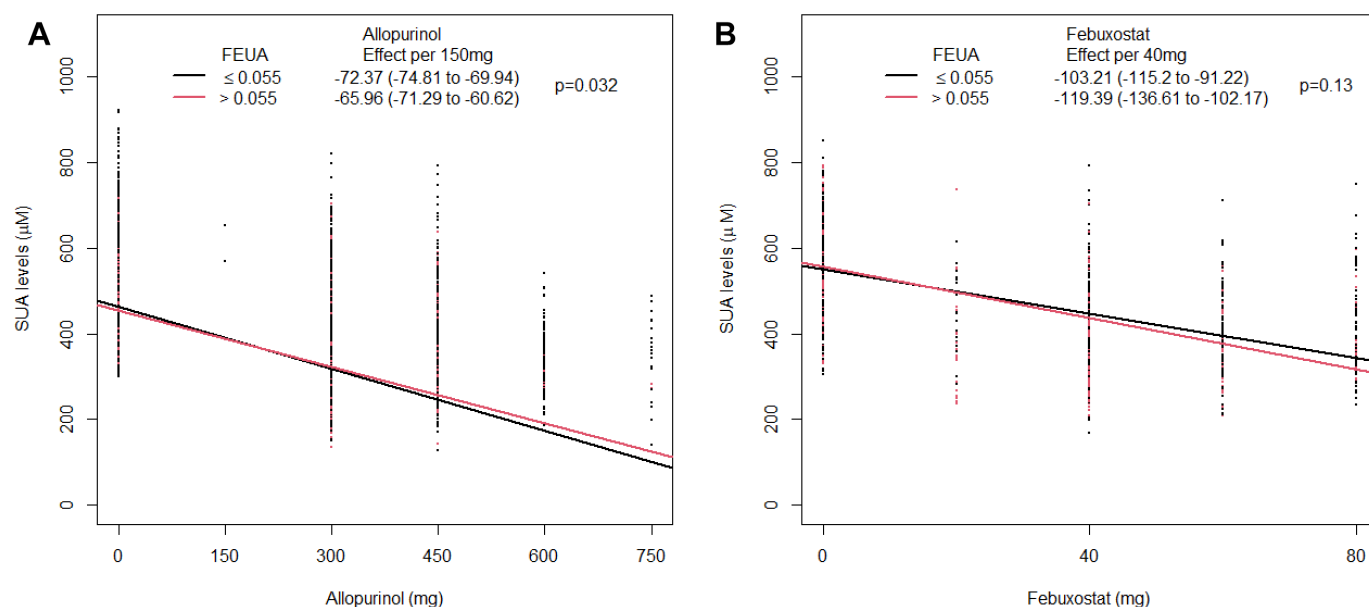 A
Allopurinol
FEUA Effect per 150mg
≤ 0.055 -72.37 (-74.81 to -69.94)
> 0.055 -65.96 (-71.29 to -60.62)
p=0.032
SUA levels (μM)
1000
800
600
400
200
0
0 150 300 450 600 750
Allopurinol (mg)
B
Febuxostat
FEUA Effect per 40mg
≤ 0.055 -103.21 (-115.2 to -91.22)
> 0.055 -119.39 (-136.61 to -102.17)
p=0.13
SUA levels (μM)
1000
800
600
400
200
0
0 40 80
Febuxostat (mg)